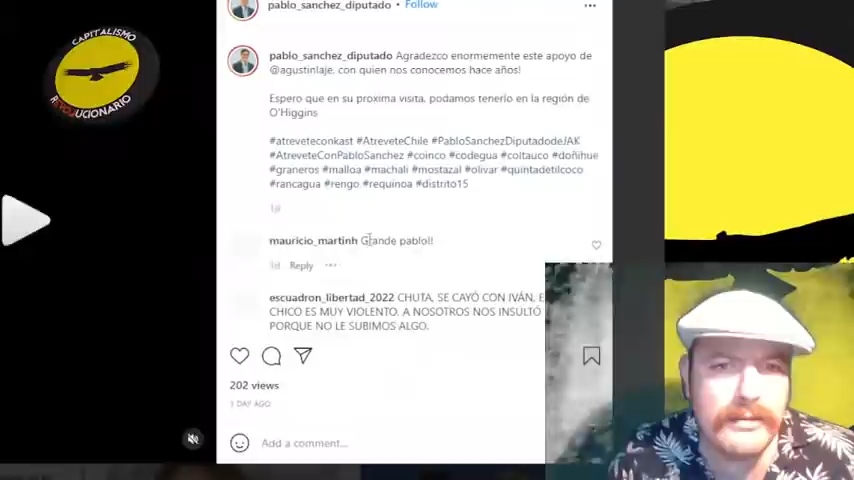 CAPITALISMO
REVOLUCIONARIO
pablo_sanchez_diputado • Follow
pablo_sanchez_diputado Agradezco enormemente este apoyo de
@agustinlaje, con quien nos conocemos hace años!
Espero que en su proxima visita, podamos tenerlo en la región de
O'Higgins
#atreveteconkast #AtreveteChile #PabloSanchezDiputadodeJAK
#AtreveteConPabloSanchez #coinco #codegua #coltauco #doñihue
#graneros #malloa #machali #mostazal #olivar #quintadetilcoco
#rancagua #rengo #requinoa #distrito15
1d
mauricio_martinh Grande pablo!!
1d Reply
escuadron_libertad_2022 CHUTA, SE CAYÓ CON IVÁN, E
CHICO ES MUY VIOLENTO. A NOSOTROS NOS INSULTÓ
PORQUE NO LE SUBIMOS ALGO.
202 views
1 DAY AGO
Add a comment...